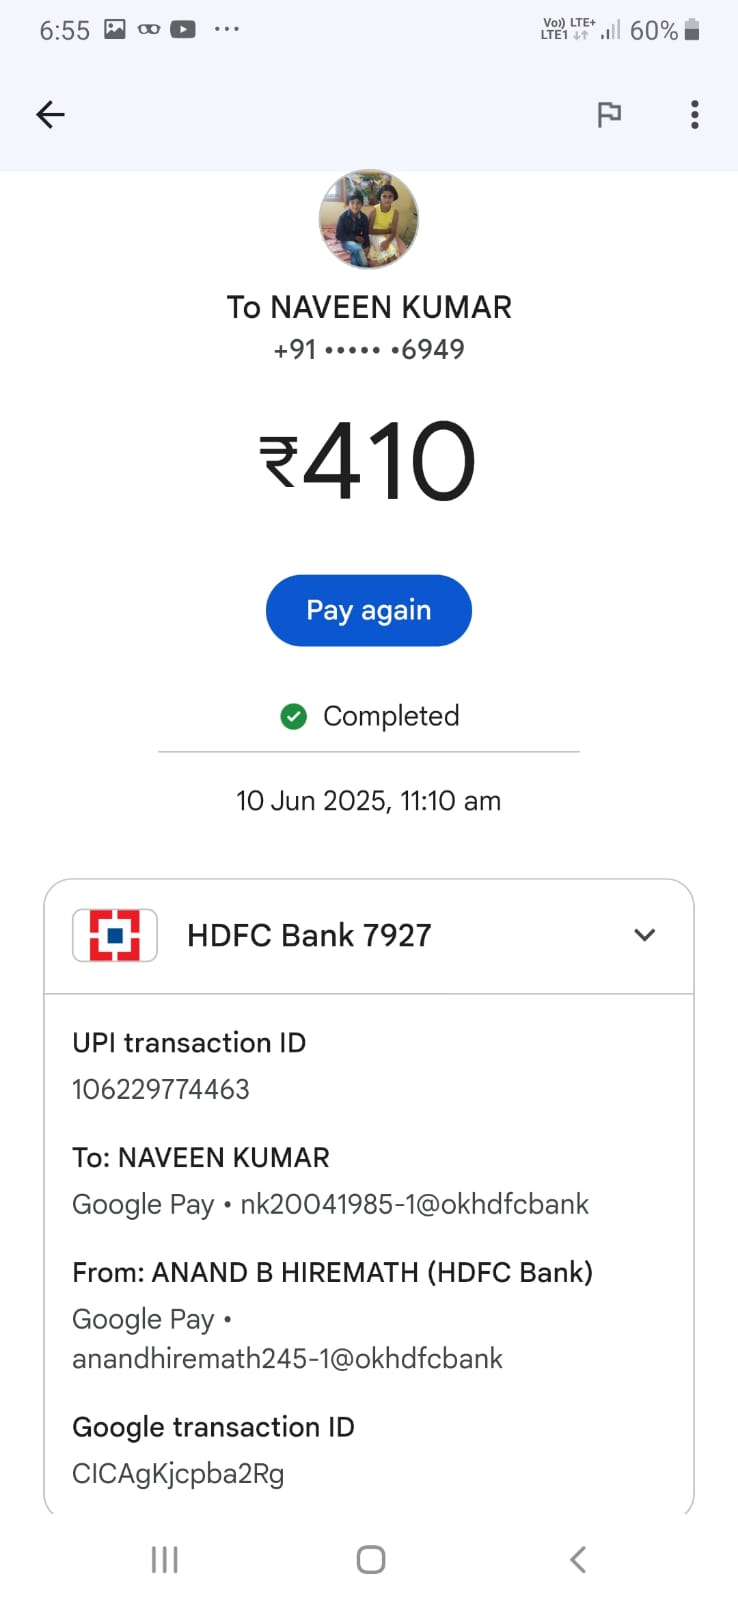 6:55
Vo)) LTE+
LTE1
60%
To NAVEEN KUMAR
+91 ••••• •6949
₹410
Pay again
Completed
10 Jun 2025, 11:10 am
HDFC Bank 7927
UPI transaction ID
106229774463
To: NAVEEN KUMAR
Google Pay • nk20041985-1@okhdfcbank
From: ANAND B HIREMATH (HDFC Bank)
Google Pay •
anandhiremath245-1@okhdfcbank
Google transaction ID
CICAgKjcpba2Rg